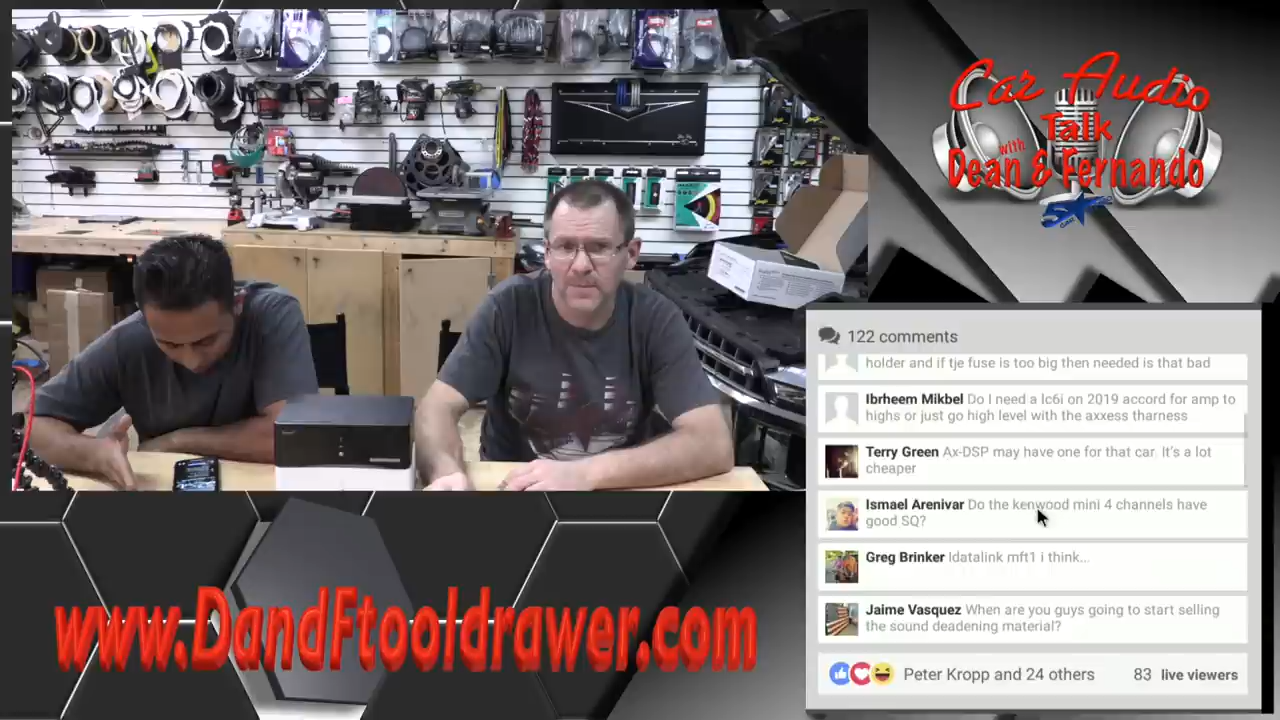 Car Audio
Talk
with
Dean & Fernando
5
122 comments
holder and if tje fuse is too big then needed is that bad
Ibrheem Mikbel Do I need a lc6i on 2019 accord for amp to
highs or just go high level with the axxess tharness
Terry Green Ax-DSP may have one for that car. It's a lot
cheaper
Ismael Arenivar Do the kenwood mini 4 channels have
good SQ?
Greg Brinker Idatalink mft1 i think...
Jaime Vasquez When are you guys going to start selling
the sound deadening material?
Peter Kropp and 24 others 83 live viewers
www.DandFtooldrawer.com